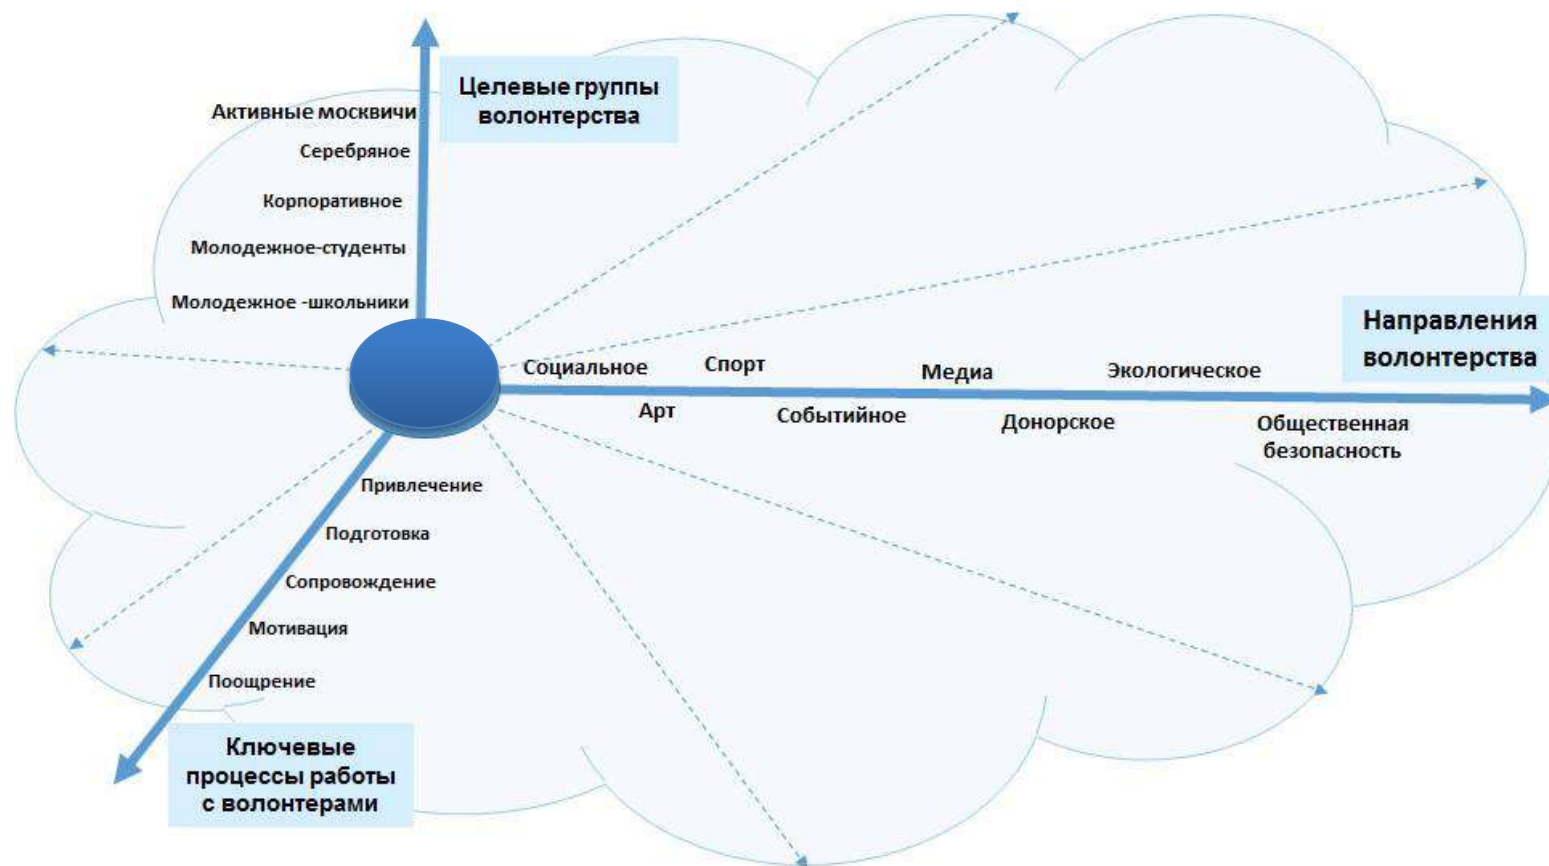 Целевые группы
волонтерства
Активные москвичи
Серебряное
Корпоративное
Молодежное-студенты
Молодежное -школьники
Направления
волонтерства
Социальное
Спорт
Медиа
Экологическое
Арт
Событийное
Донорское
Общественная
безопасность
Привлечение
Подготовка
Сопровождение
Мотивация
Поощрение
Ключевые
процессы работы
с волонтерами